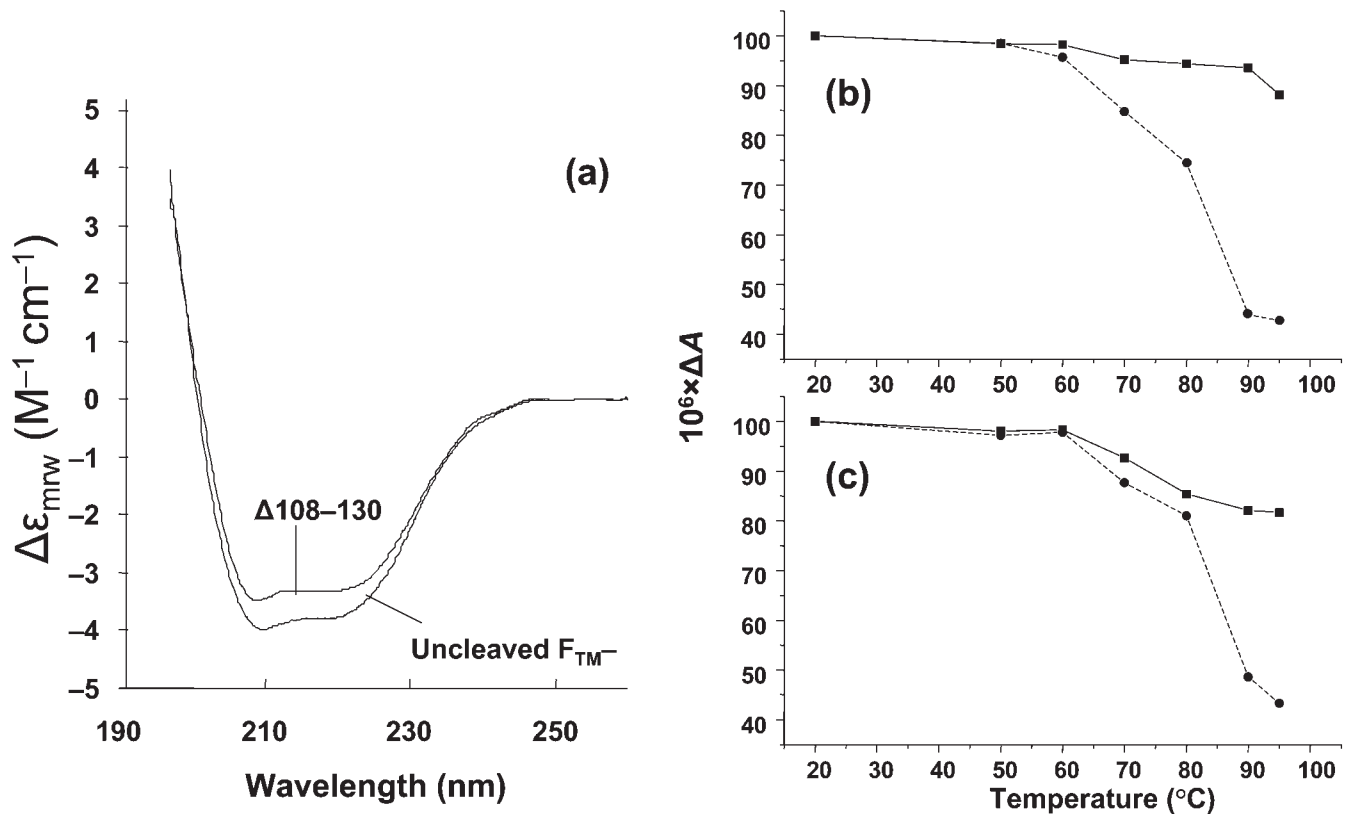 (a)
5
4
3
2
1
0
–1
–2
–3
–4
–5
Δε_mrw (M⁻¹ cm⁻¹)
Δ108–130
Uncleaved F_TM–
190 210 230 250
Wavelength (nm)
(b)
100
90
80
70
60
50
40
20 30 40 50 60 70 80 90 100
10⁶×ΔA
(c)
100
90
80
70
60
50
40
20 30 40 50 60 70 80 90 100
Temperature (°C)